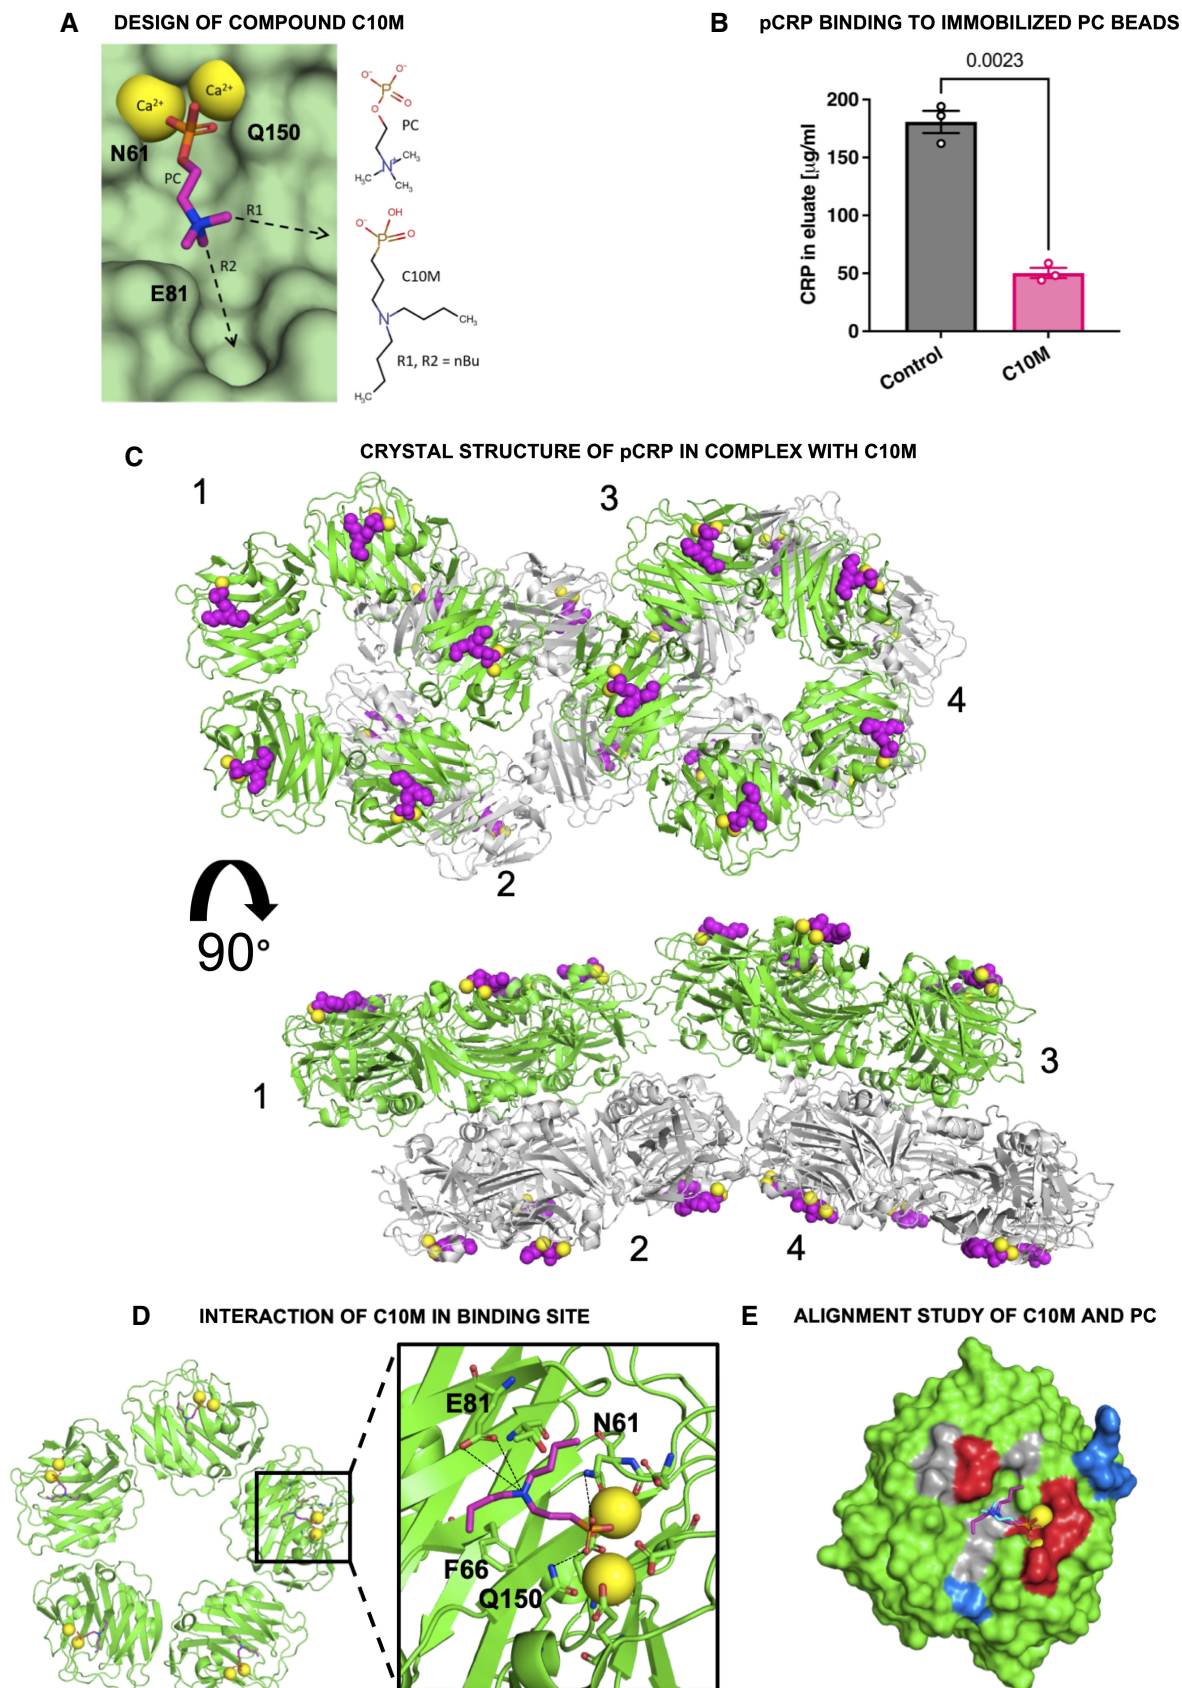 A DESIGN OF COMPOUND C10M
Ca²⁺
Ca²⁺
Q150
N61
PC
R1
R2
E81
O⁻
O⁻
P
O
O
PC
N⁺
CH₃
H₃C
CH₃
OH
O⁻
P
O
C10M
N
CH₃
R1, R2 = nBu
H₃C
B pCRP BINDING TO IMMOBILIZED PC BEADS
0.0023
CRP in eluate [µg/ml]
200
150
100
50
0
Control
C10M
C CRYSTAL STRUCTURE OF pCRP IN COMPLEX WITH C10M
1
3
4
2
90°
1
3
2
4
D INTERACTION OF C10M IN BINDING SITE
E81
N61
F66
Q150
E ALIGNMENT STUDY OF C10M AND PC